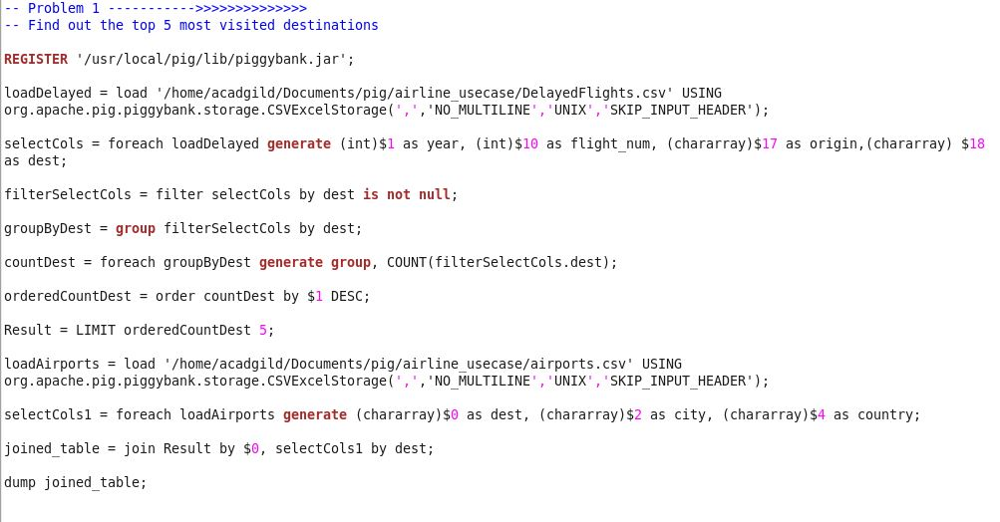 -- Problem 1 ----------->>>>>>>>>>>>>>
-- Find out the top 5 most visited destinations
REGISTER '/usr/local/pig/lib/piggybank.jar';
loadDelayed = load '/home/acadgild/Documents/pig/airline_usecase/DelayedFlights.csv' USING
org.apache.pig.piggybank.storage.CSVExcelStorage(',','NO_MULTILINE','UNIX','SKIP_INPUT_HEADER');
selectCols = foreach loadDelayed generate (int)$1 as year, (int)$10 as flight_num, (chararray)$17 as origin,(chararray) $18
as dest;
filterSelectCols = filter selectCols by dest is not null;
groupByDest = group filterSelectCols by dest;
countDest = foreach groupByDest generate group, COUNT(filterSelectCols.dest);
orderedCountDest = order countDest by $1 DESC;
Result = LIMIT orderedCountDest 5;
loadAirports = load '/home/acadgild/Documents/pig/airline_usecase/airports.csv' USING
org.apache.pig.piggybank.storage.CSVExcelStorage(',','NO_MULTILINE','UNIX','SKIP_INPUT_HEADER');
selectCols1 = foreach loadAirports generate (chararray)$0 as dest, (chararray)$2 as city, (chararray)$4 as country;
joined_table = join Result by $0, selectCols1 by dest;
dump joined_table;